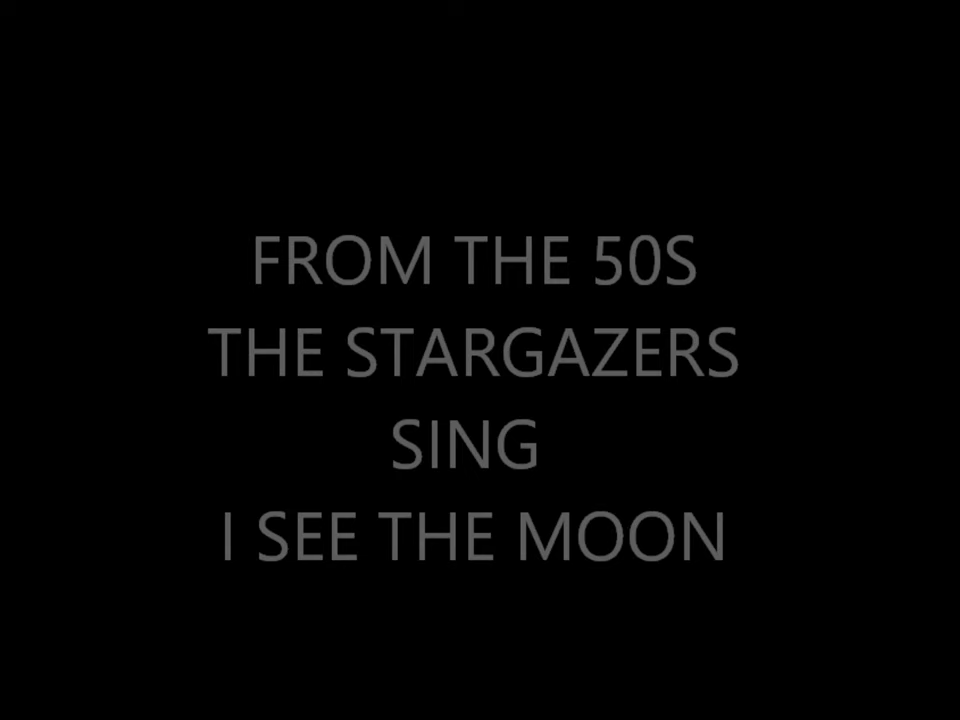 FROM THE 50S
THE STARGAZERS
SING
I SEE THE MOON